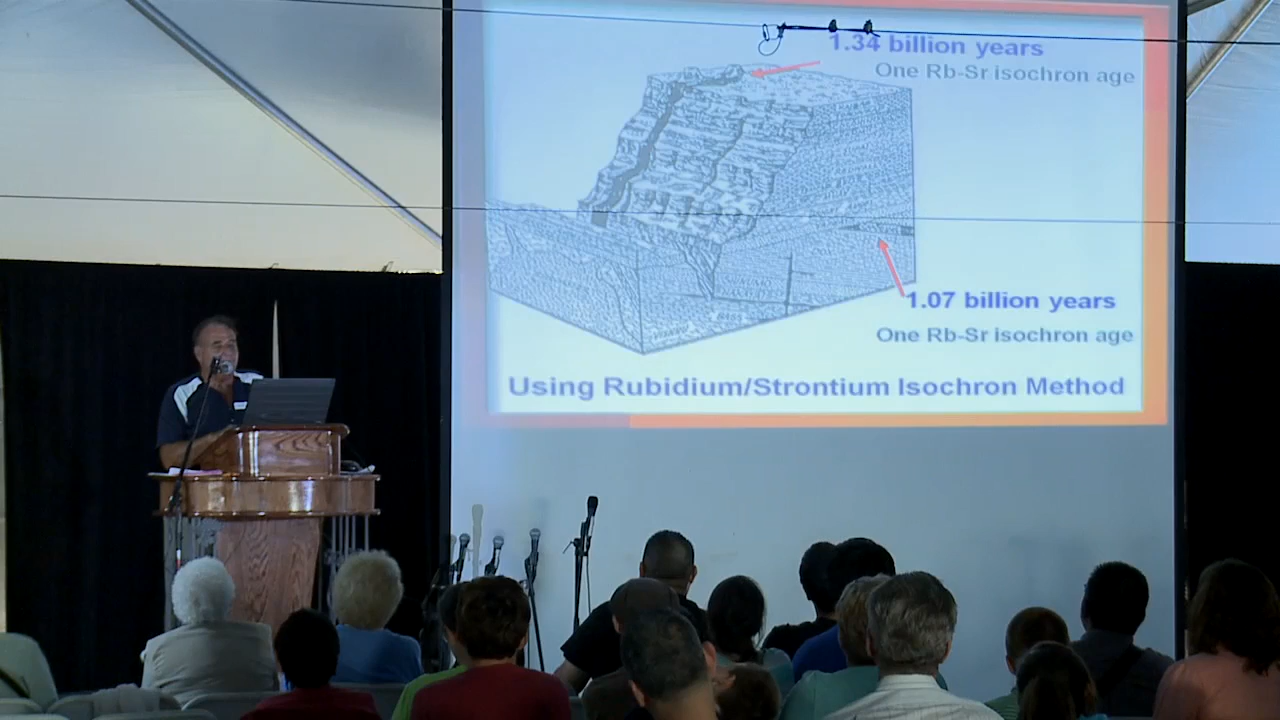 1.34 billion years
One Rb-Sr isochron age
1.07 billion years
One Rb-Sr isochron age
Using Rubidium/Strontium Isochron Method